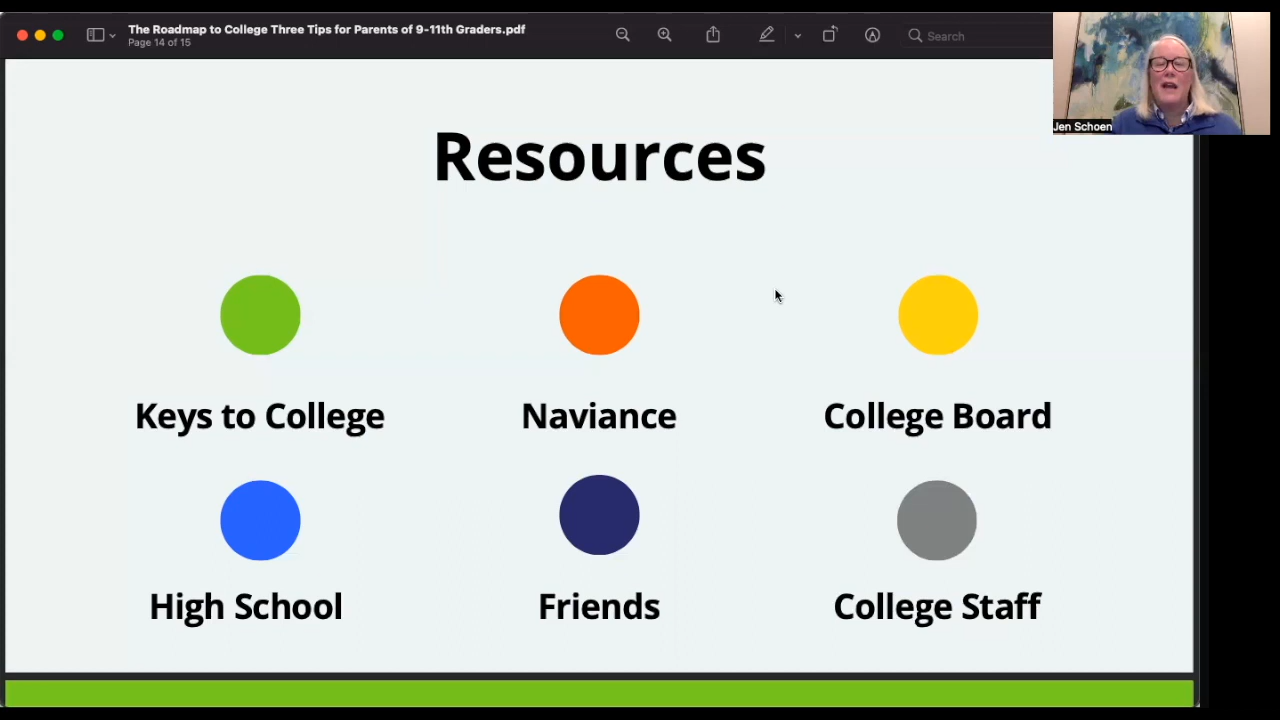 The Roadmap to College Three Tips for Parents of 9-11th Graders.pdf
Page 14 of 15
Search
Jen Schoen
Resources
Keys to College
Naviance
College Board
High School
Friends
College Staff